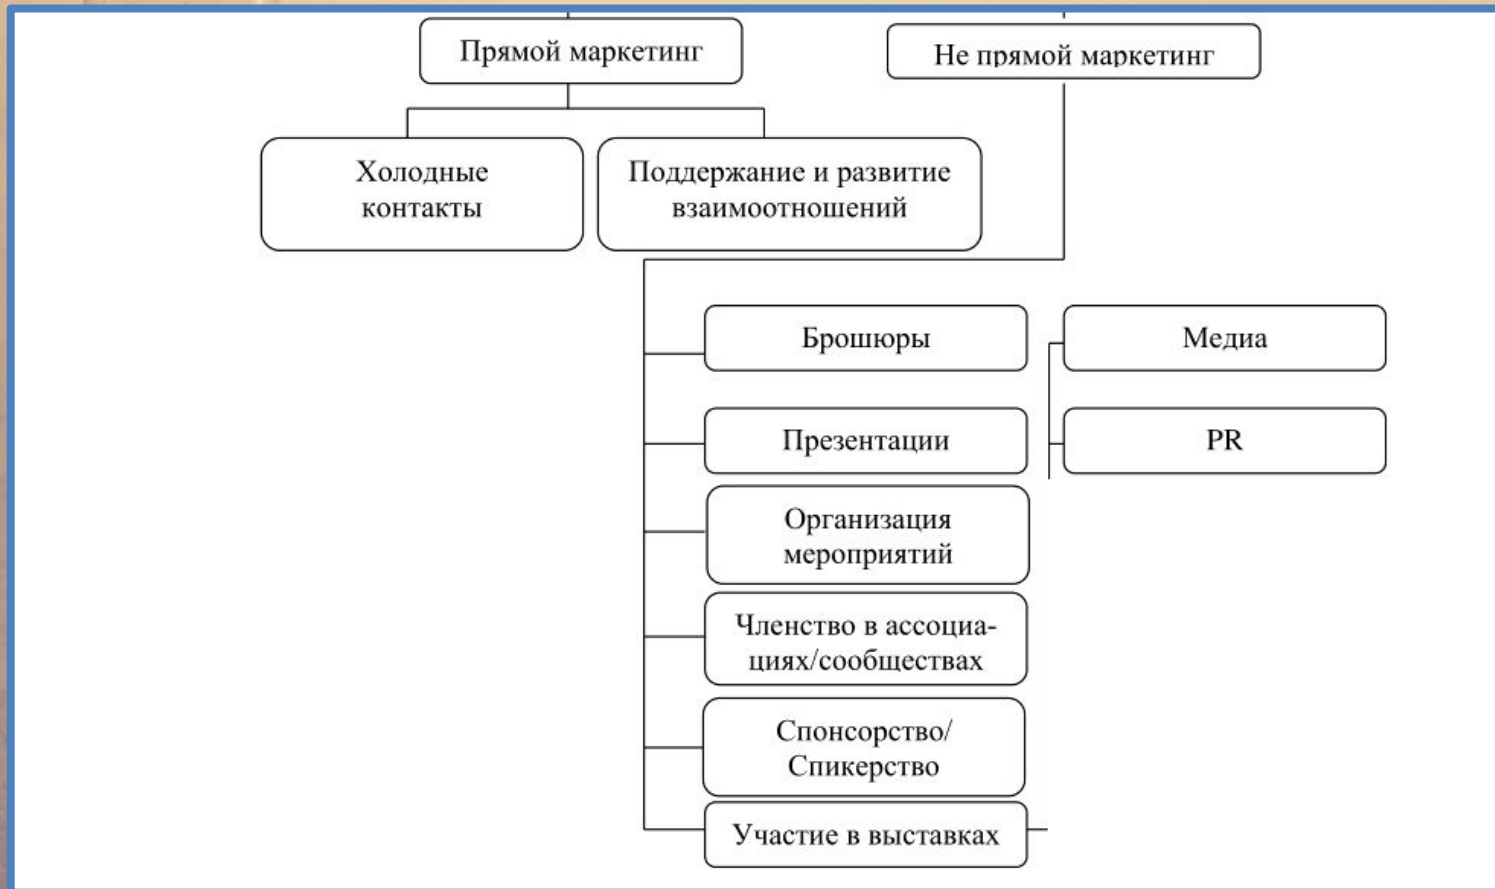 Прямой маркетинг
Не прямой маркетинг
Холодные
контакты
Поддержание и развитие
взаимоотношений
Брошюры
Медиа
Презентации
PR
Организация
мероприятий
Членство в ассоциа-
циях/сообществах
Спонсорство/
Спикерство
Участие в выставках